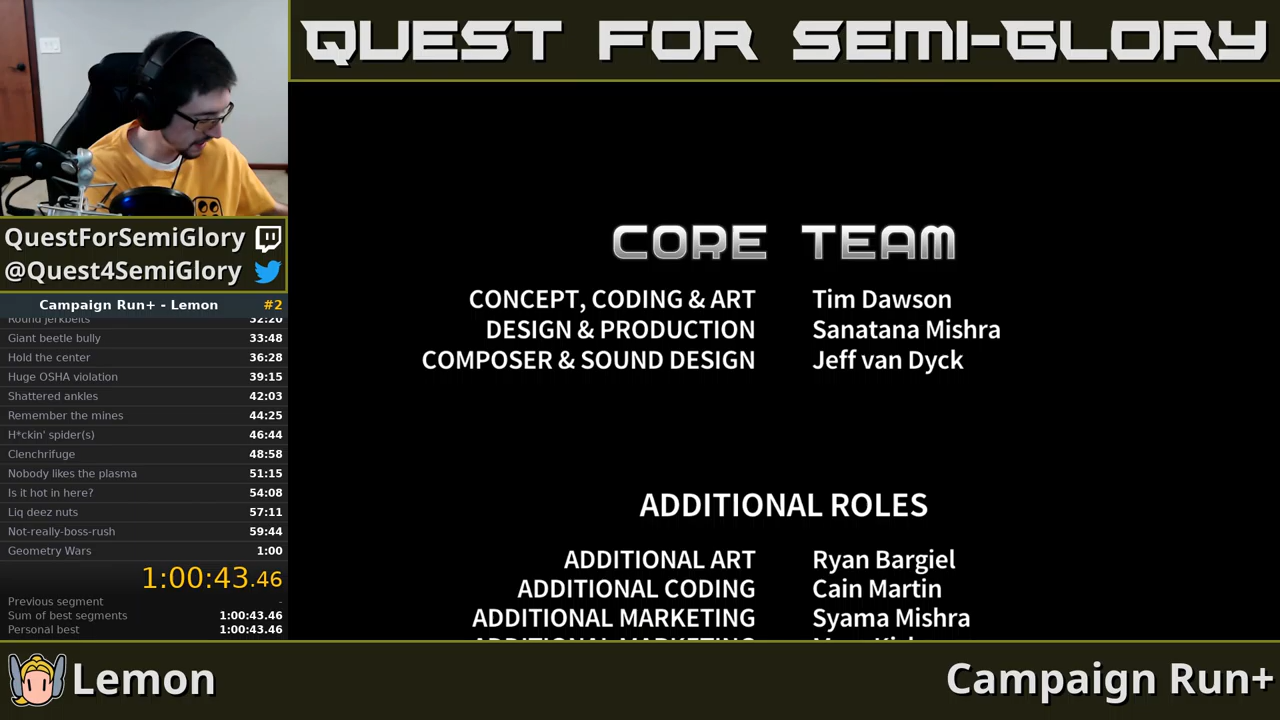 QUEST FOR SEMI-GLORY
QuestForSemiGlory
@Quest4SemiGlory
Campaign Run+ - Lemon #2
Round jerkbelts 32:20
Giant beetle bully 33:48
Hold the center 36:28
Huge OSHA violation 39:15
Shattered ankles 42:03
Remember the mines 44:25
H*ckin' spider(s) 46:44
Clenchrifuge 48:58
Nobody likes the plasma 51:15
Is it hot in here? 54:08
Liq deez nuts 57:11
Not-really-boss-rush 59:44
Geometry Wars 1:00
1:00:43.46
Previous segment -
Sum of best segments 1:00:43.46
Personal best 1:00:43.46
CORE TEAM
CONCEPT, CODING & ART Tim Dawson
DESIGN & PRODUCTION Sanatana Mishra
COMPOSER & SOUND DESIGN Jeff van Dyck
ADDITIONAL ROLES
ADDITIONAL ART Ryan Bargiel
ADDITIONAL CODING Cain Martin
ADDITIONAL MARKETING Syama Mishra
ADDITIONAL MARKETING
Lemon
Campaign Run+